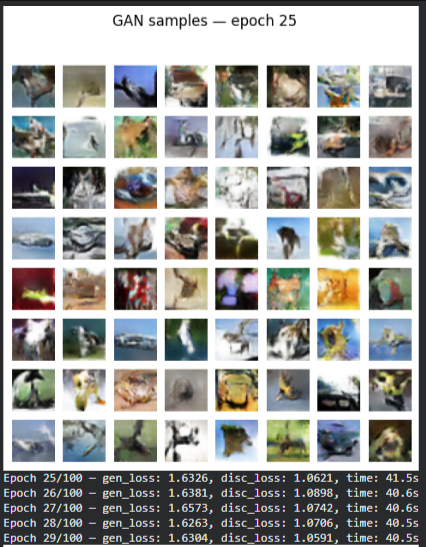 GAN samples — epoch 25
Epoch 25/100 — gen_loss: 1.6326, disc_loss: 1.0621, time: 41.5s
Epoch 26/100 — gen_loss: 1.6381, disc_loss: 1.0898, time: 40.6s
Epoch 27/100 — gen_loss: 1.6573, disc_loss: 1.0742, time: 40.6s
Epoch 28/100 — gen_loss: 1.6263, disc_loss: 1.0706, time: 40.5s
Epoch 29/100 — gen_loss: 1.6304, disc_loss: 1.0591, time: 40.5s